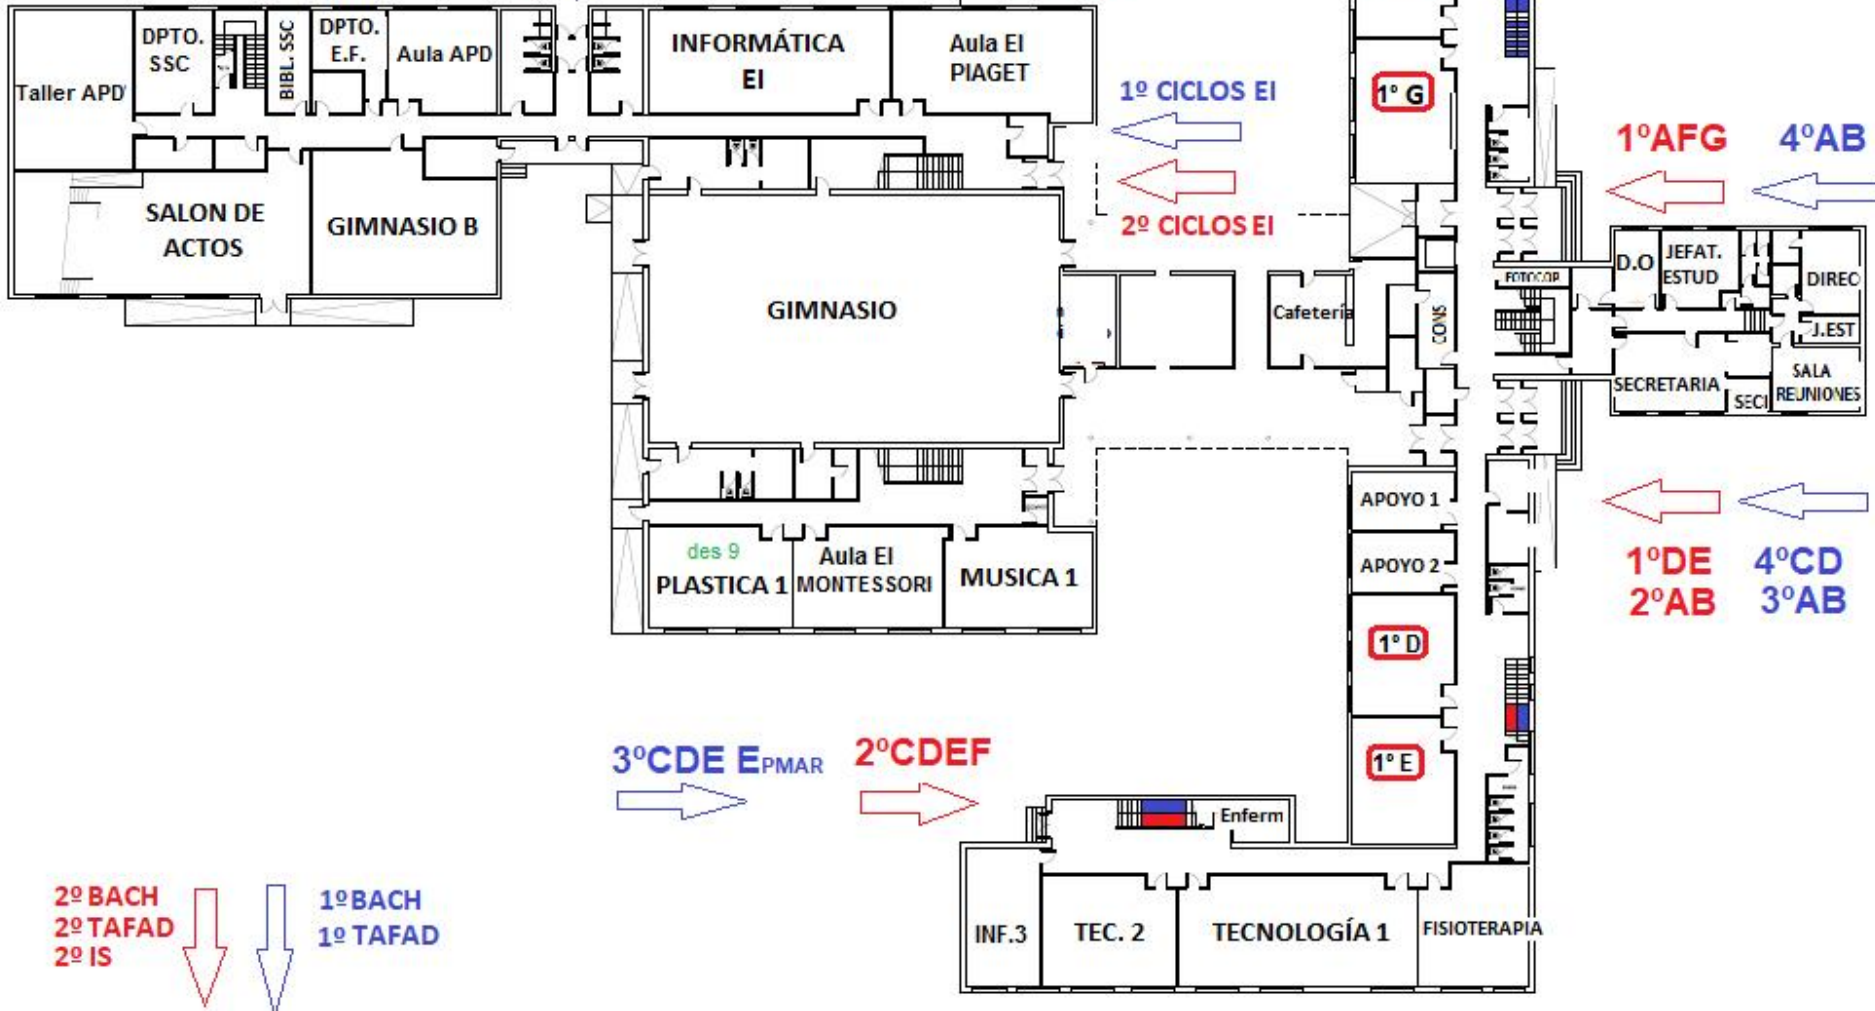 Taller APD
DPTO.
SSC
BIBL. SSC
DPTO.
E.F.
Aula APD
INFORMÁTICA
EI
Aula EI
PIAGET
1º CICLOS EI
2º CICLOS EI
1º G
1ºAFG
4ºAB
SALON DE
ACTOS
GIMNASIO B
GIMNASIO
Cafetería
CONS
FOTOCOP
D.O
JEFAT.
ESTUD
DIREC
J.EST
SECRETARIA
SECI
SALA
REUNIONES
APOYO 1
APOYO 2
1ºDE
2ºAB
4ºCD
3ºAB
des 9
PLASTICA 1
Aula EI
MONTESSORI
MUSICA 1
1º D
1º E
3ºCDE EPMAR
2ºCDEF
Enferm
INF.3
TEC. 2
TECNOLOGÍA 1
FISIOTERAPIA
2º BACH
2º TAFAD
2º IS
1º BACH
1º TAFAD